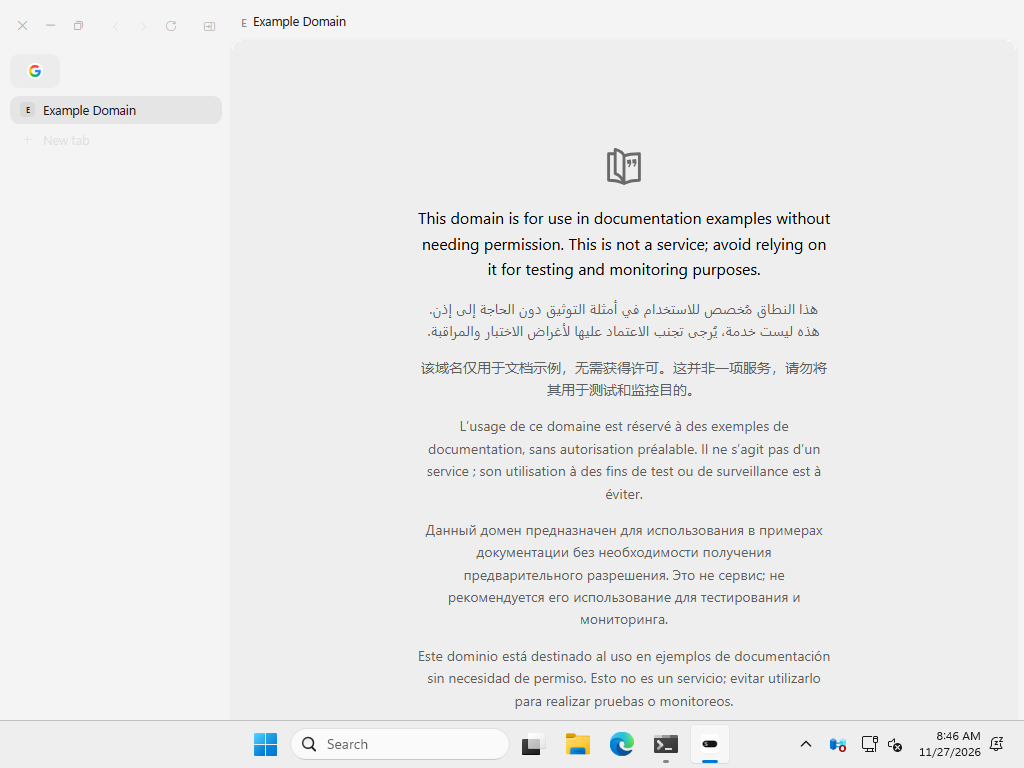 E Example Domain
E Example Domain
+ New tab
This domain is for use in documentation examples without
needing permission. This is not a service; avoid relying on
it for testing and monitoring purposes.
هذا النطاق مُخصص للاستخدام في أمثلة التوثيق دون الحاجة إلى إذن.
هذه ليست خدمة، يُرجى تجنب الاعتماد عليها لأغراض الاختبار والمراقبة.
该域名仅用于文档示例，无需获得许可。这并非一项服务，请勿将
其用于测试和监控目的。
L’usage de ce domaine est réservé à des exemples de
documentation, sans autorisation préalable. Il ne s’agit pas d’un
service ; son utilisation à des fins de test ou de surveillance est à
éviter.
Данный домен предназначен для использования в примерах
документации без необходимости получения
предварительного разрешения. Это не сервис; не
рекомендуется его использование для тестирования и
мониторинга.
Este dominio está destinado al uso en ejemplos de documentación
sin necesidad de permiso. Esto no es un servicio; evitar utilizarlo
para realizar pruebas o monitoreos.
Search
8:46 AM
11/27/2026